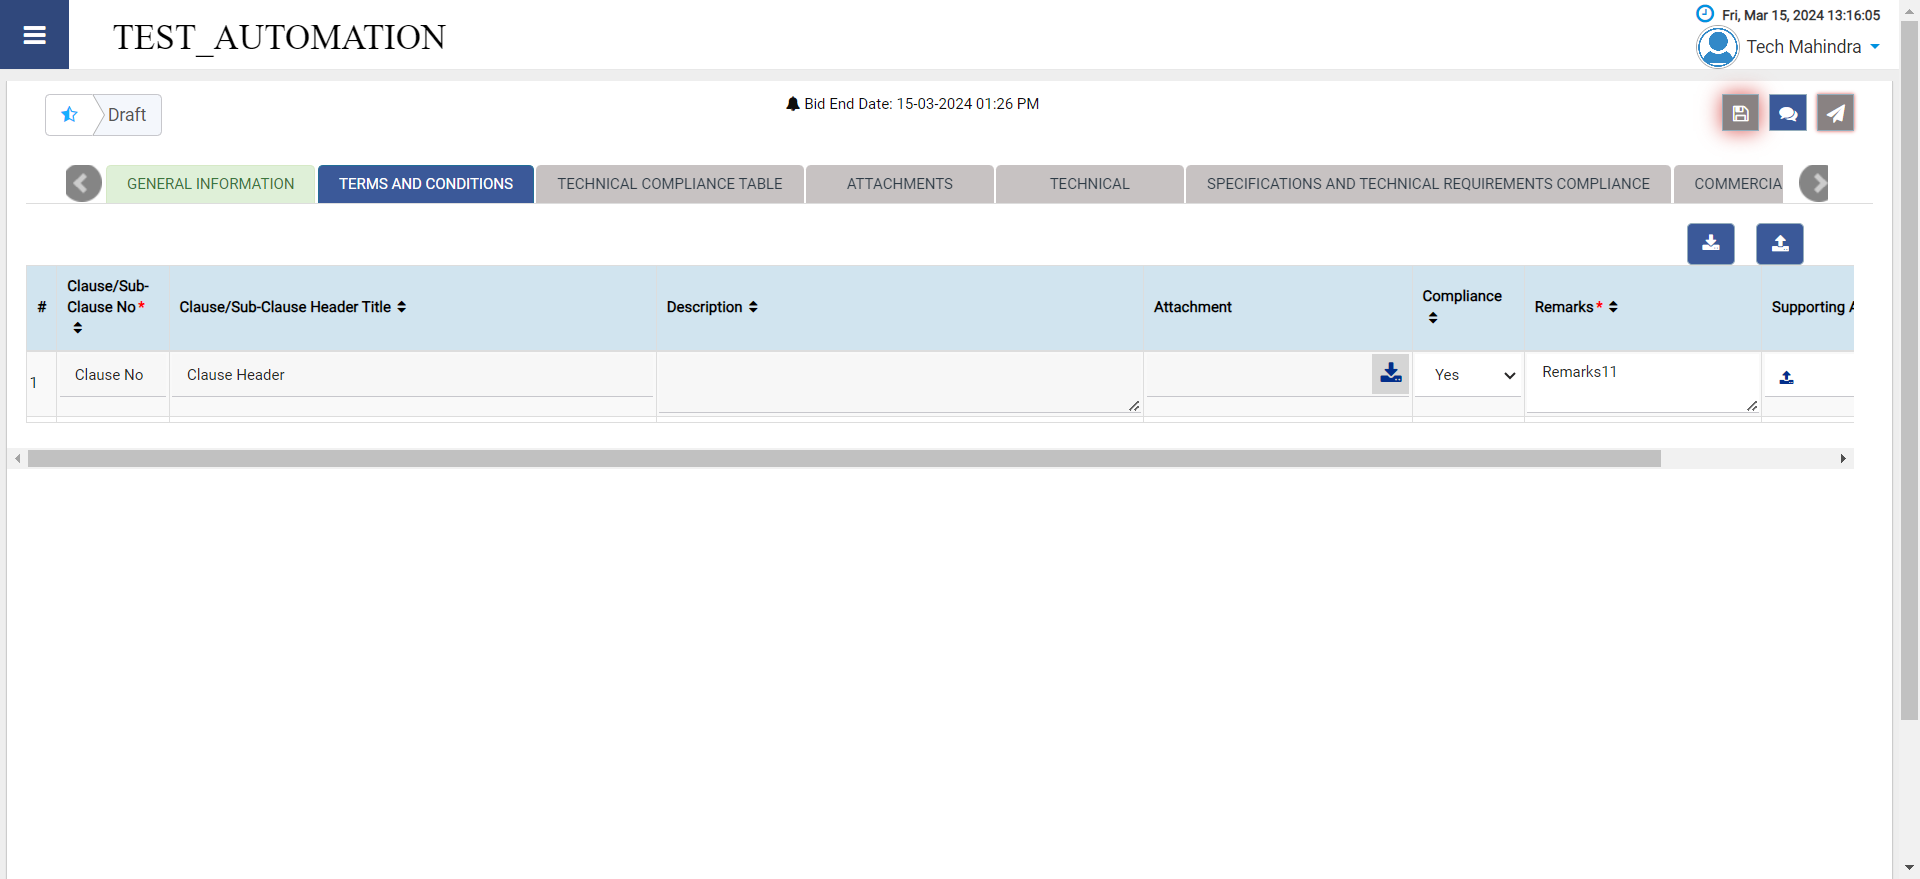 TEST_AUTOMATION
Fri, Mar 15, 2024 13:16:05
Tech Mahindra
Draft
Bid End Date: 15-03-2024 01:26 PM
GENERAL INFORMATION
TERMS AND CONDITIONS
TECHNICAL COMPLIANCE TABLE
ATTACHMENTS
TECHNICAL
SPECIFICATIONS AND TECHNICAL REQUIREMENTS COMPLIANCE
COMMERCIA
#
Clause/Sub-
Clause No*
Clause/Sub-Clause Header Title
Description
Attachment
Compliance
Remarks*
Supporting A
1
Clause No
Clause Header
Yes
Remarks11